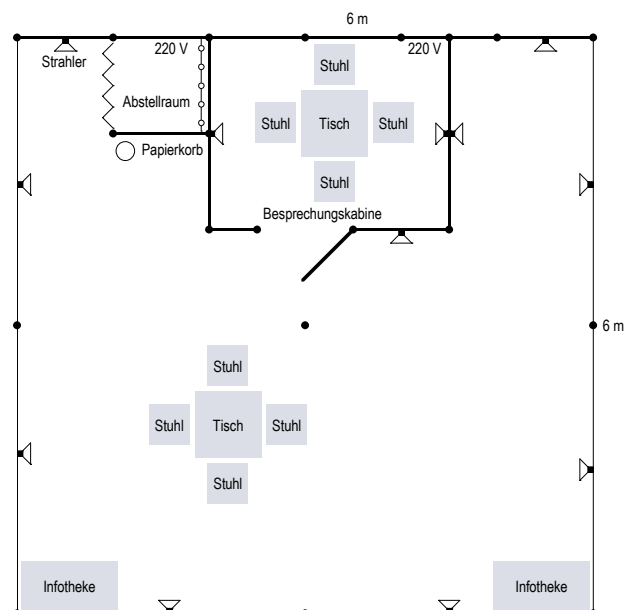 6 m
Strahler
220 V
220 V
Stuhl
Abstellraum
Stuhl
Tisch
Stuhl
Papierkorb
Stuhl
Besprechungskabine
6 m
Stuhl
Stuhl
Tisch
Stuhl
Stuhl
Infotheke
Infotheke